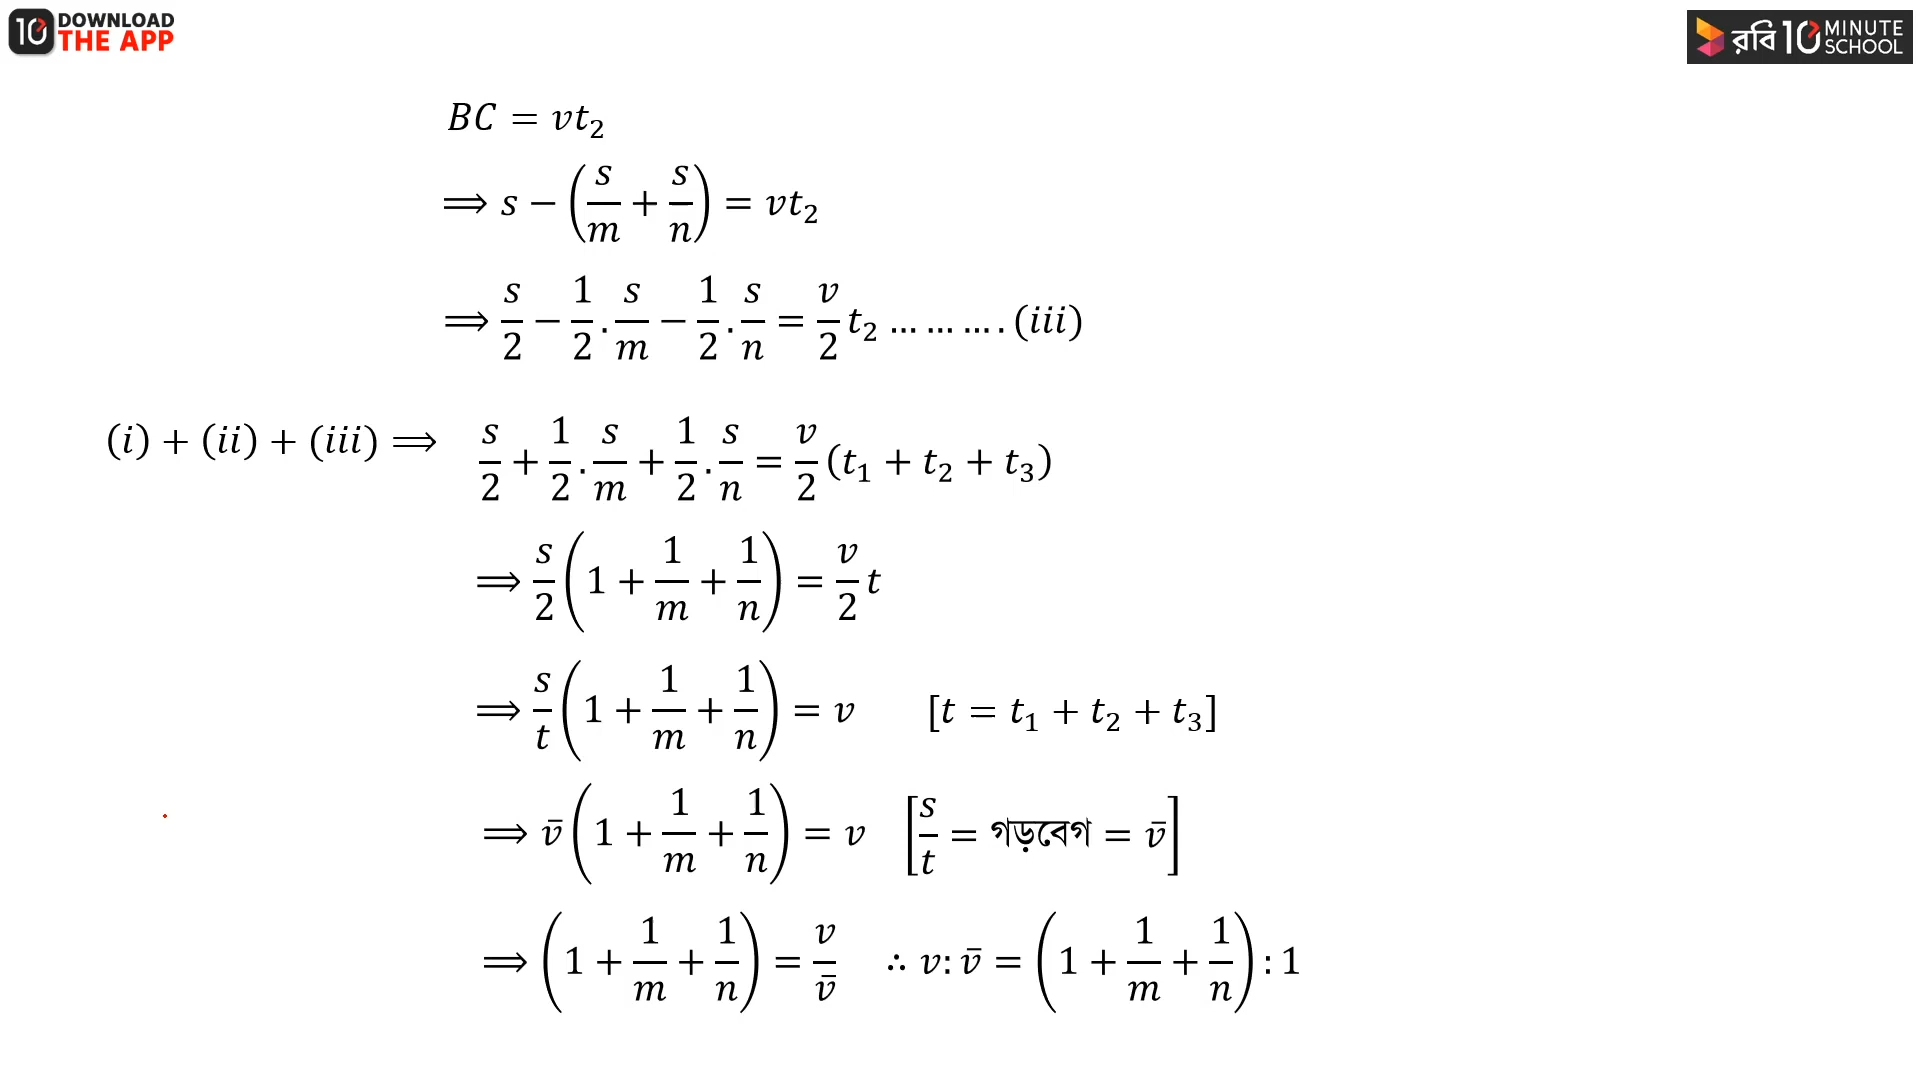 DOWNLOAD
THE APP
রবি 10 MINUTE SCHOOL
BC = vt₂
⟹ s − (s/m + s/n) = vt₂
⟹ s/2 − 1/2 . s/m − 1/2 . s/n = v/2 t₂ … … … . (iii)
(i) + (ii) + (iii) ⟹ s/2 + 1/2 . s/m + 1/2 . s/n = v/2 (t₁ + t₂ + t₃)
⟹ s/2 (1 + 1/m + 1/n) = v/2 t
⟹ s/t (1 + 1/m + 1/n) = v [t = t₁ + t₂ + t₃]
⟹ v̄ (1 + 1/m + 1/n) = v [s/t = গড়বেগ = v̄]
⟹ (1 + 1/m + 1/n) = v/v̄ ∴ v: v̄ = (1 + 1/m + 1/n) : 1